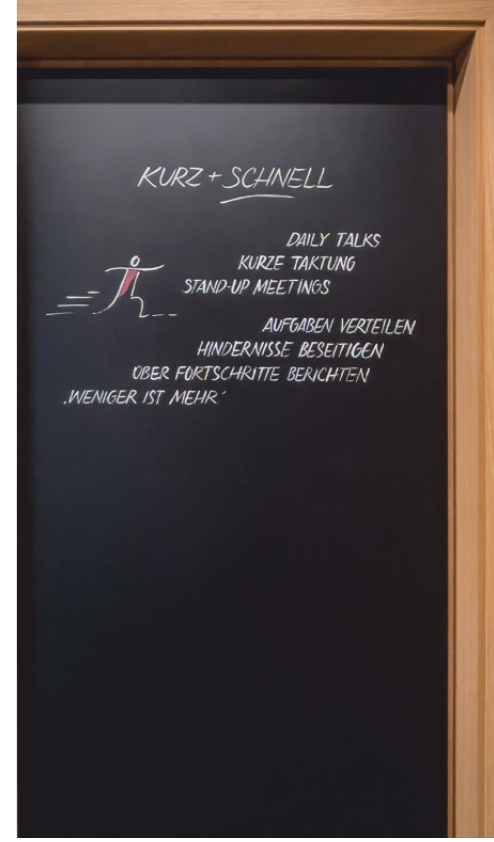 KURZ + SCHNELL
DAILY TALKS
KURZE TAKTUNG
STAND-UP MEETINGS
AUFGABEN VERTEILEN
HINDERNISSE BESEITIGEN
ÜBER FORTSCHRITTE BERICHTEN
‚WENIGER IST MEHR‘